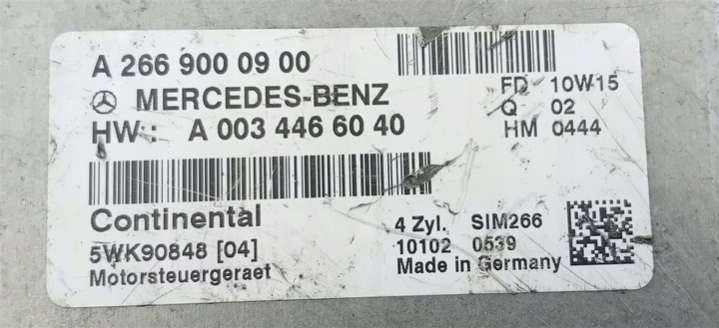 A 266 900 09 00
MERCEDES-BENZ
HW: A 003 446 60 40
FD 10W15
Q 02
HM 0444
Continental
5WK90848 [04]
Motorsteuergeraet
4 Zyl. SIM266
10102 0539
Made in Germany